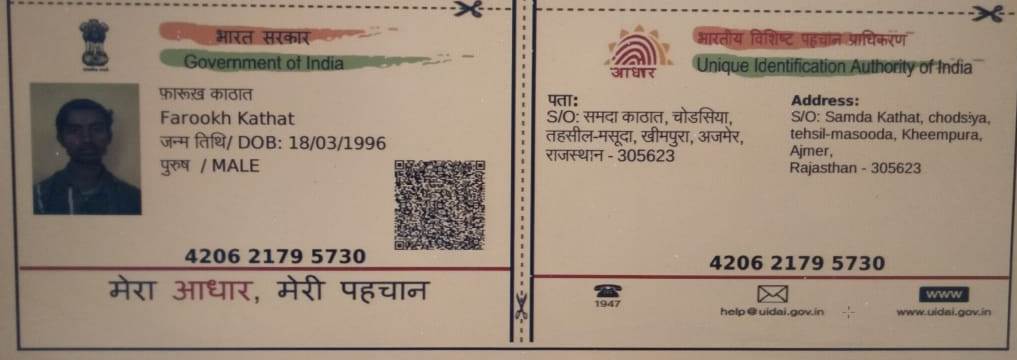 भारत सरकार
Government of India
फ़ारूख़ काठात
Farookh Kathat
जन्म तिथि/ DOB: 18/03/1996
पुरुष / MALE
4206 2179 5730
मेरा आधार, मेरी पहचान
आधार
भारतीय विशिष्ट पहचान प्राधिकरण
Unique Identification Authority of India
पता:
S/O: समदा काठात, चोडसिया,
तहसील-मसूदा, खीमपुरा, अजमेर,
राजस्थान - 305623
Address:
S/O: Samda Kathat, chodsiya,
tehsil-masooda, Kheempura,
Ajmer,
Rajasthan - 305623
4206 2179 5730
1947
help@uidai.gov.in
www
www.uidai.gov.in